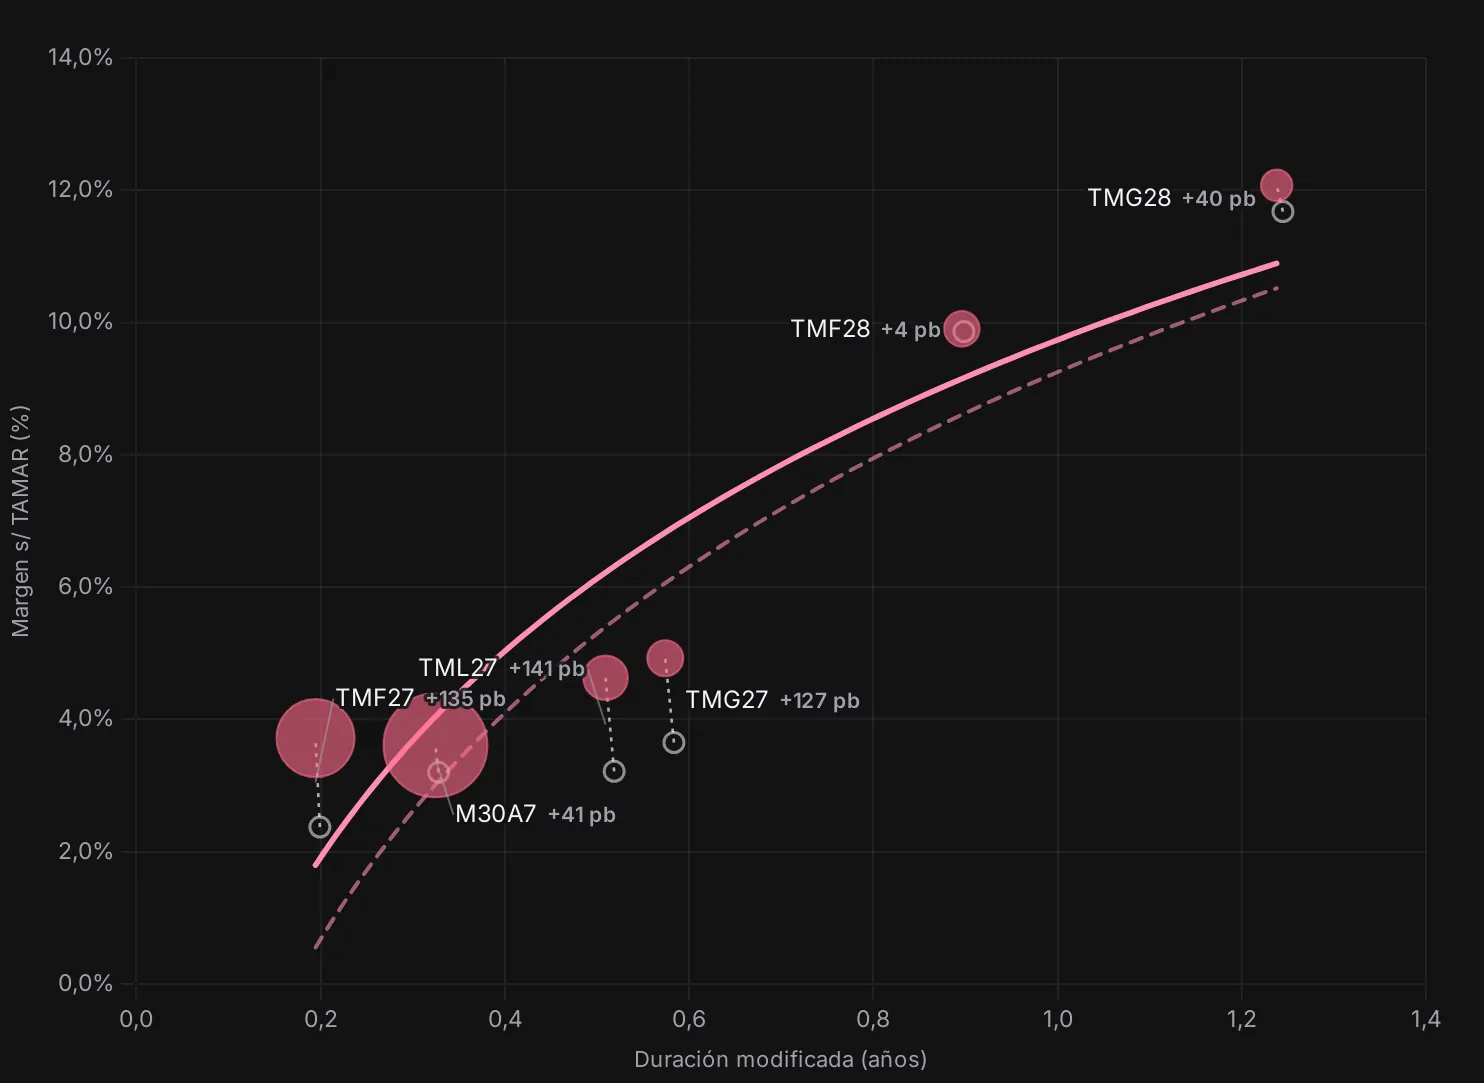 14,0%
12,0%
TMG28 +40 pb
10,0%
TMF28 +4 pb
8,0%
Margen s/ TAMAR (%)
6,0%
TML27 +141 pb
TMF27 +135 pb
TMG27 +127 pb
4,0%
M30A7 +41 pb
2,0%
0,0%
0,0 0,2 0,4 0,6 0,8 1,0 1,2 1,4
Duración modificada (años)